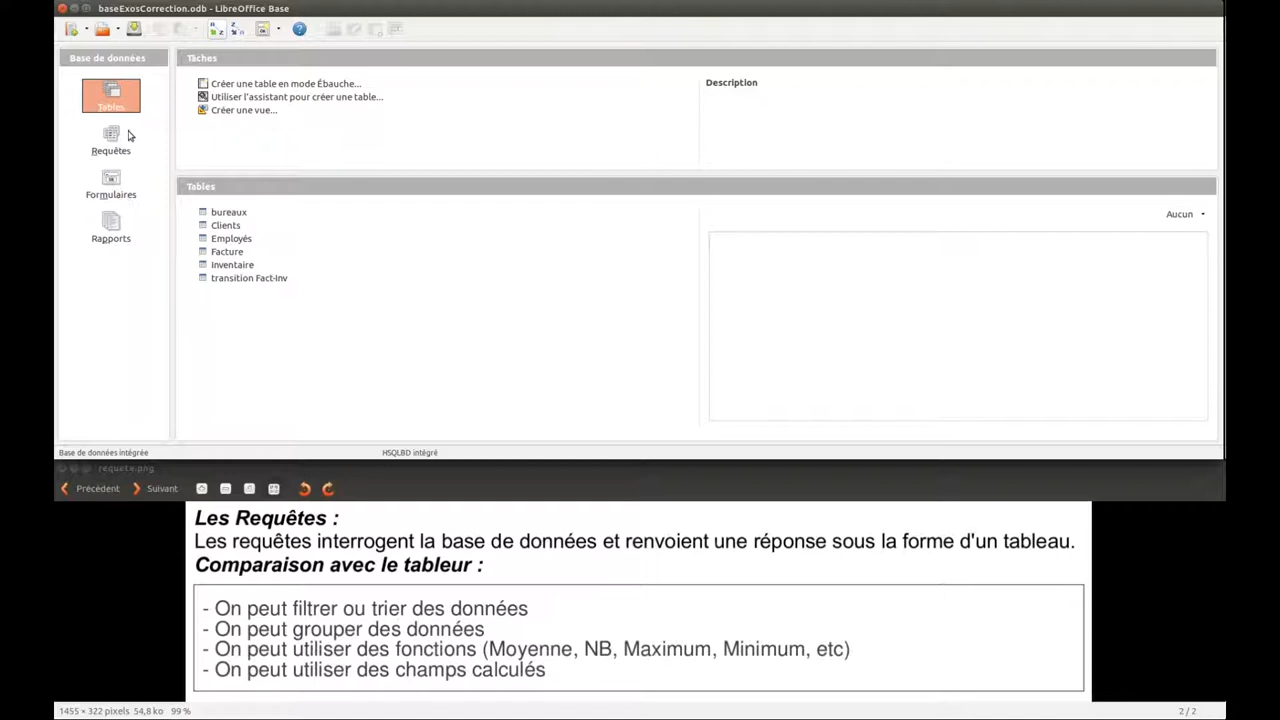 baseExosCorrection.odb - LibreOffice Base
Base de données
Tables
Requêtes
Formulaires
Rapports
Tâches
Créer une table en mode Ébauche...
Utiliser l'assistant pour créer une table...
Créer une vue...
Description
Tables
bureaux
Clients
Employés
Facture
Inventaire
transition Fact-Inv
Aucun
Base de données intégrée
HSQLBD intégré
requete.png
Précédent
Suivant
Les Requêtes :
Les requêtes interrogent la base de données et renvoient une réponse sous la forme d'un tableau.
Comparaison avec le tableur :
- On peut filtrer ou trier des données
- On peut grouper des données
- On peut utiliser des fonctions (Moyenne, NB, Maximum, Minimum, etc)
- On peut utiliser des champs calculés
1455 × 322 pixels 54,8 ko 99 %
2 / 2